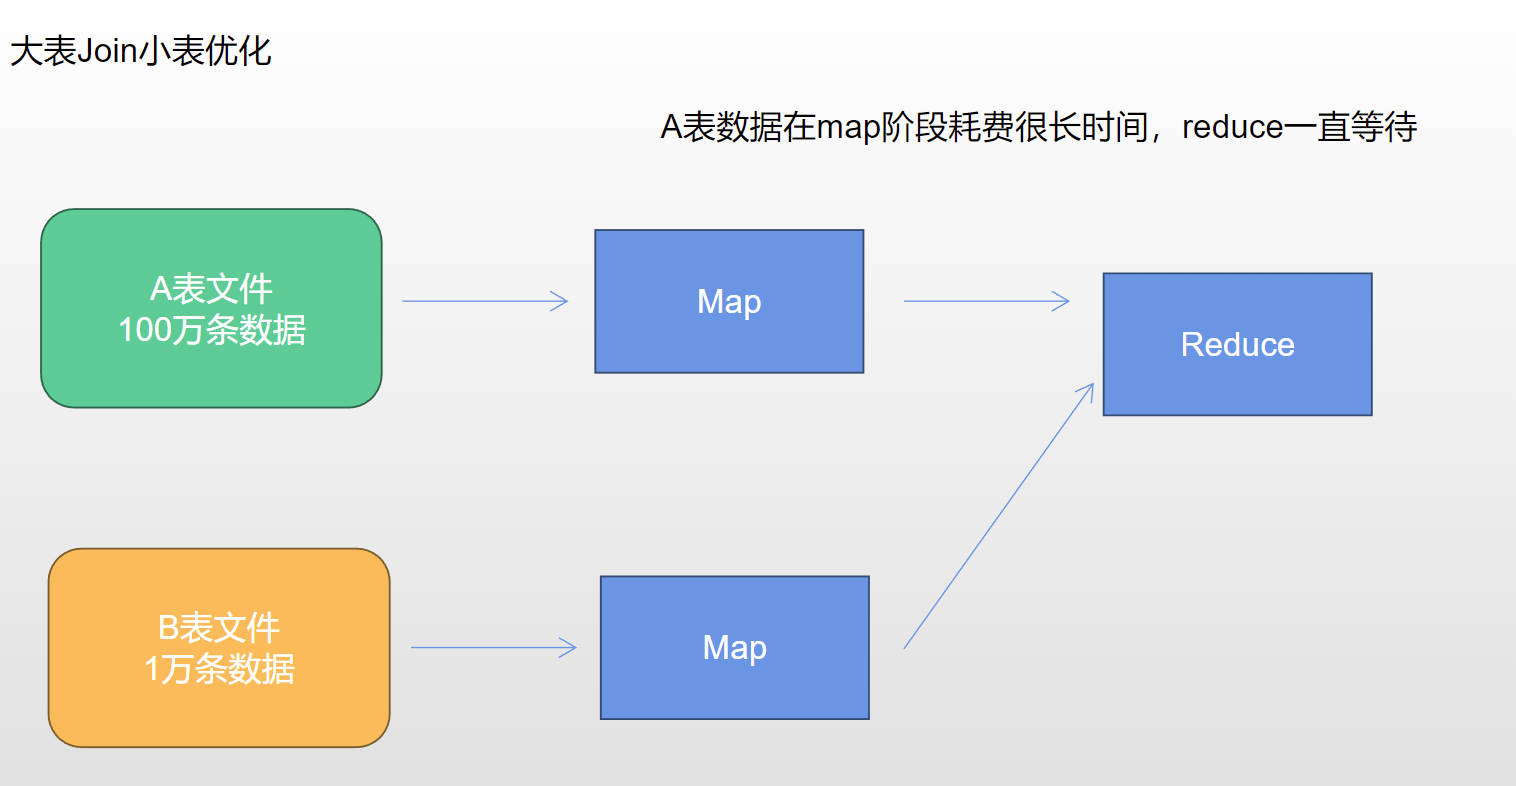 大表Join小表优化
A表数据在map阶段耗费很长时间，reduce一直等待
A表文件
100万条数据
Map
Reduce
B表文件
1万条数据
Map